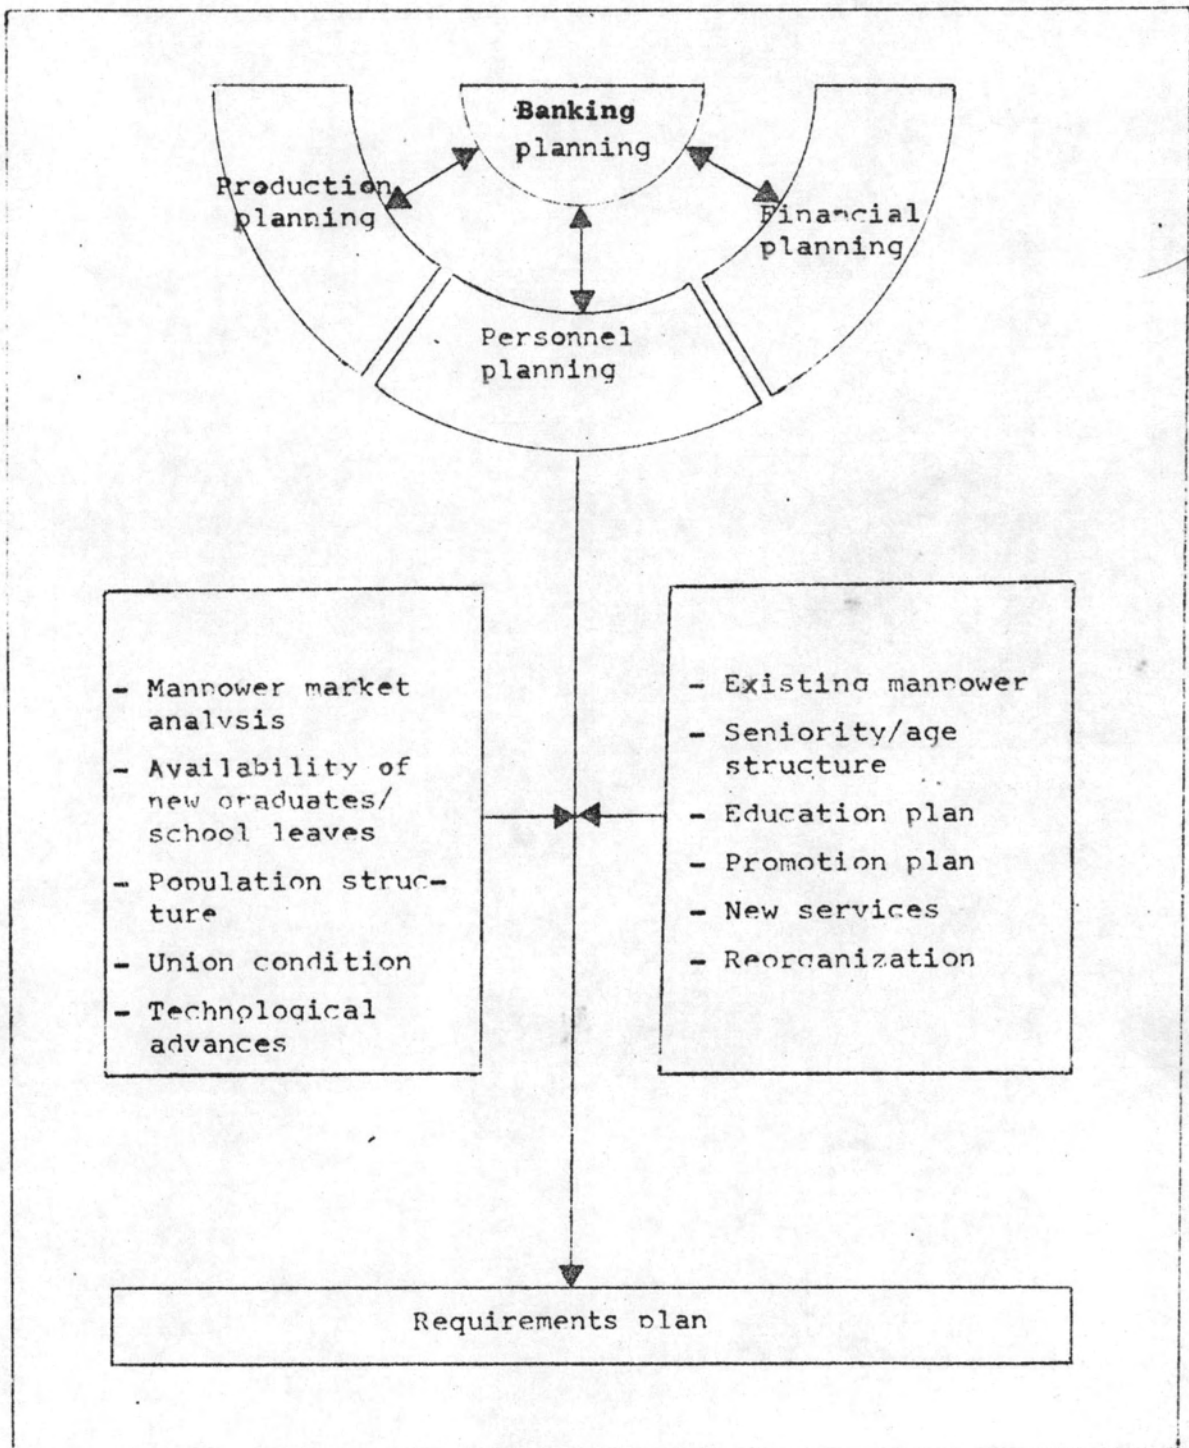 Banking
planning
Production
planning
Financial
planning
Personnel
planning
- Manpower market
analysis
- Availability of
new graduates/
school leaves
- Population struc-
ture
- Union condition
- Technological
advances
- Existing manpower
- Seniority/age
structure
- Education plan
- Promotion plan
- New services
- Reorganization
Requirements plan